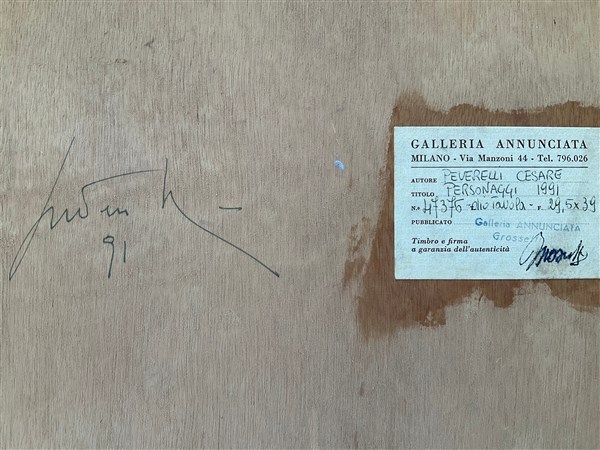 91
GALLERIA ANNUNCIATA
MILANO - Via Manzoni 44 - Tel. 796.026
AUTORE PEVERELLI CESARE
TITOLO PERSONAGGI 1991
N.º 47376 - olio tavola - c. 29,5x39
PUBBLICATO Galleria ANNUNCIATA
Timbro e firma
a garanzia dell'autenticità